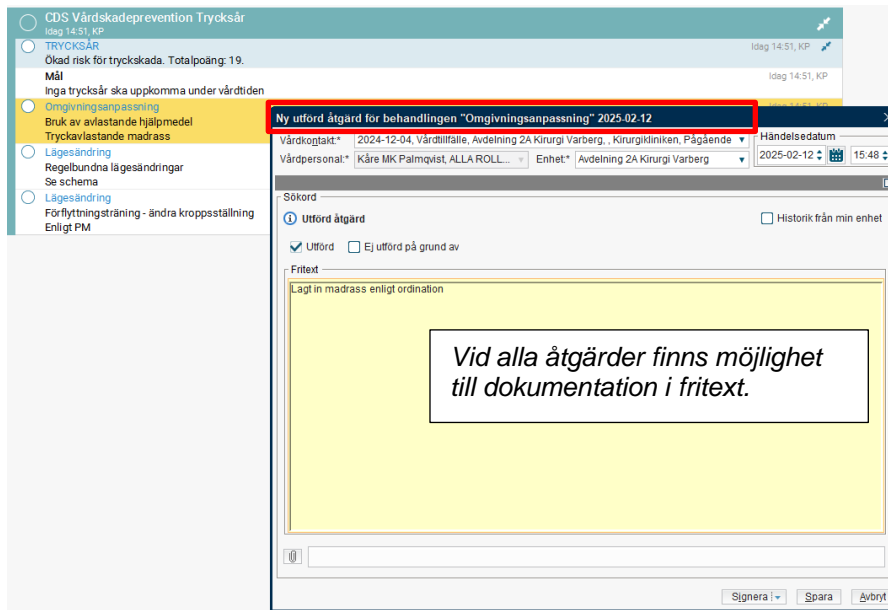 CDS Vårdskadeprevention Trycksår
Idag 14:51, KP
TRYCKSÅR
Idag 14:51, KP
Ökad risk för tryckskada. Totalpoäng: 19.
Mål
Idag 14:51, KP
Inga trycksår ska uppkomma under vårdtiden
Omgivningsanpassning
Idag 14:51, KP
Bruk av avlastande hjälpmedel
Tryckavlastande madrass
Lägesändring
Regelbundna lägesändringar
Se schema
Lägesändring
Förflyttningsträning - ändra kroppsställning
Enligt PM
Ny utförd åtgärd för behandlingen "Omgivningsanpassning" 2025-02-12
Vårdkontakt:* 2024-12-04, Vårdtillfälle, Avdelning 2A Kirurgi Varberg, , Kirurgikliniken, Pågående
Händelsedatum
Vårdpersonal:* Kåre MK Palmqvist, ALLA ROLL... Enhet:* Avdelning 2A Kirurgi Varberg
2025-02-12 15:48
Sökord
Utförd åtgärd
Historik från min enhet
Utförd Ej utförd på grund av
Fritext
Lagt in madrass enligt ordination
Vid alla åtgärder finns möjlighet
till dokumentation i fritext.
Signera Spara Avbryt